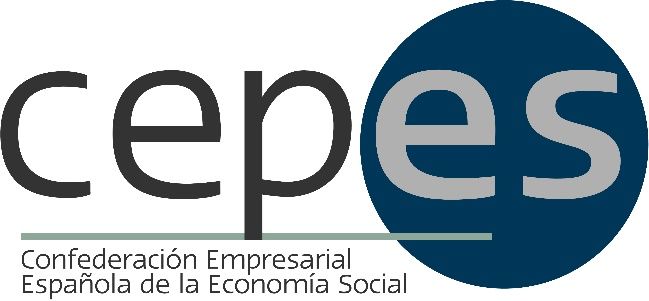 cepes
Confederación Empresarial
Española de la Economía Social